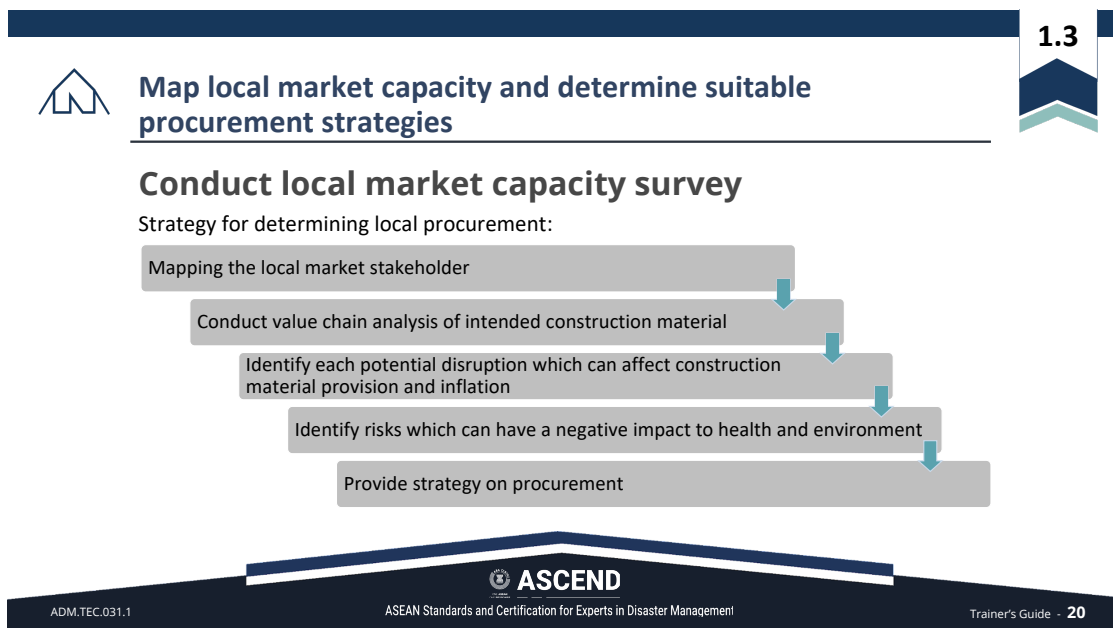 1.3
Map local market capacity and determine suitable
procurement strategies
Conduct local market capacity survey
Strategy for determining local procurement:
Mapping the local market stakeholder
Conduct value chain analysis of intended construction material
Identify each potential disruption which can affect construction
material provision and inflation
Identify risks which can have a negative impact to health and environment
Provide strategy on procurement
ASCEND
ADM.TEC.031.1
ASEAN Standards and Certification for Experts in Disaster Management
Trainer's Guide - 20